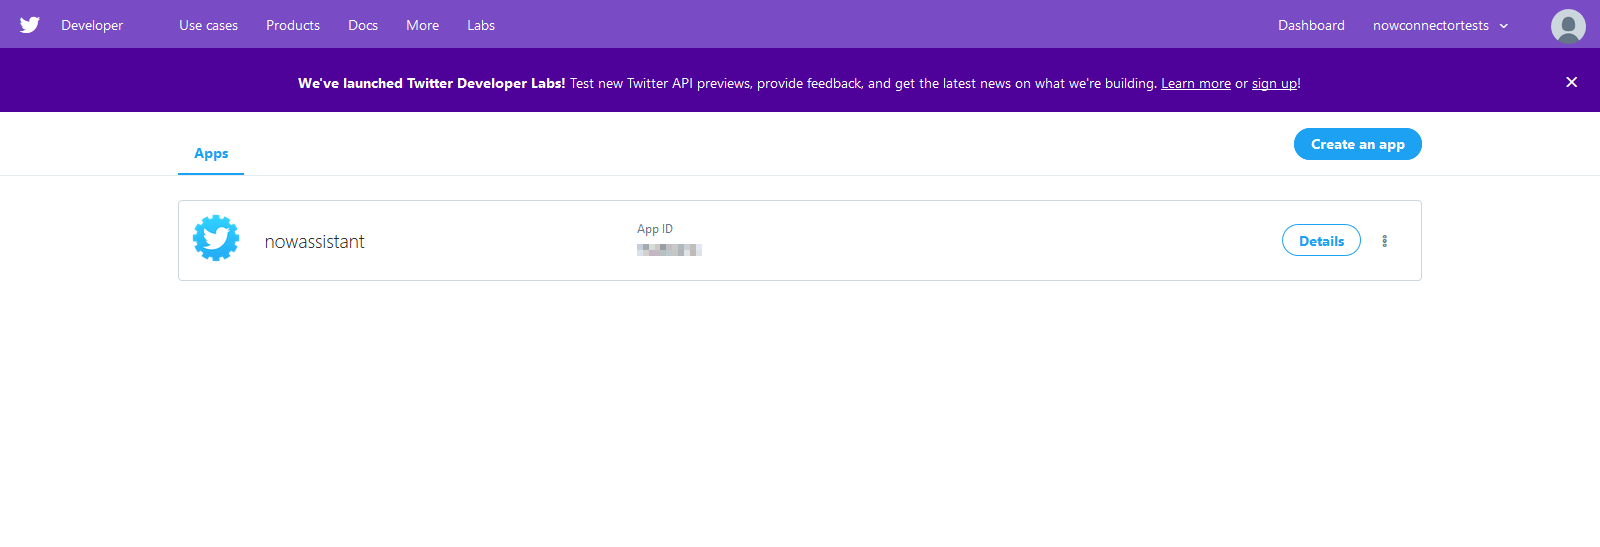 Developer Use cases Products Docs More Labs Dashboard nowconnectortests
We've launched Twitter Developer Labs! Test new Twitter API previews, provide feedback, and get the latest news on what we're building. Learn more or sign up!
Apps
Create an app
nowassistant
App ID
Details